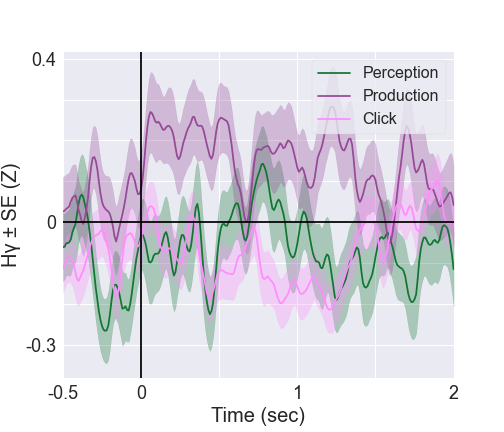 0.4
0
-0.3
Hγ ± SE (Z)
Perception
Production
Click
-0.5 0 1 2
Time (sec)